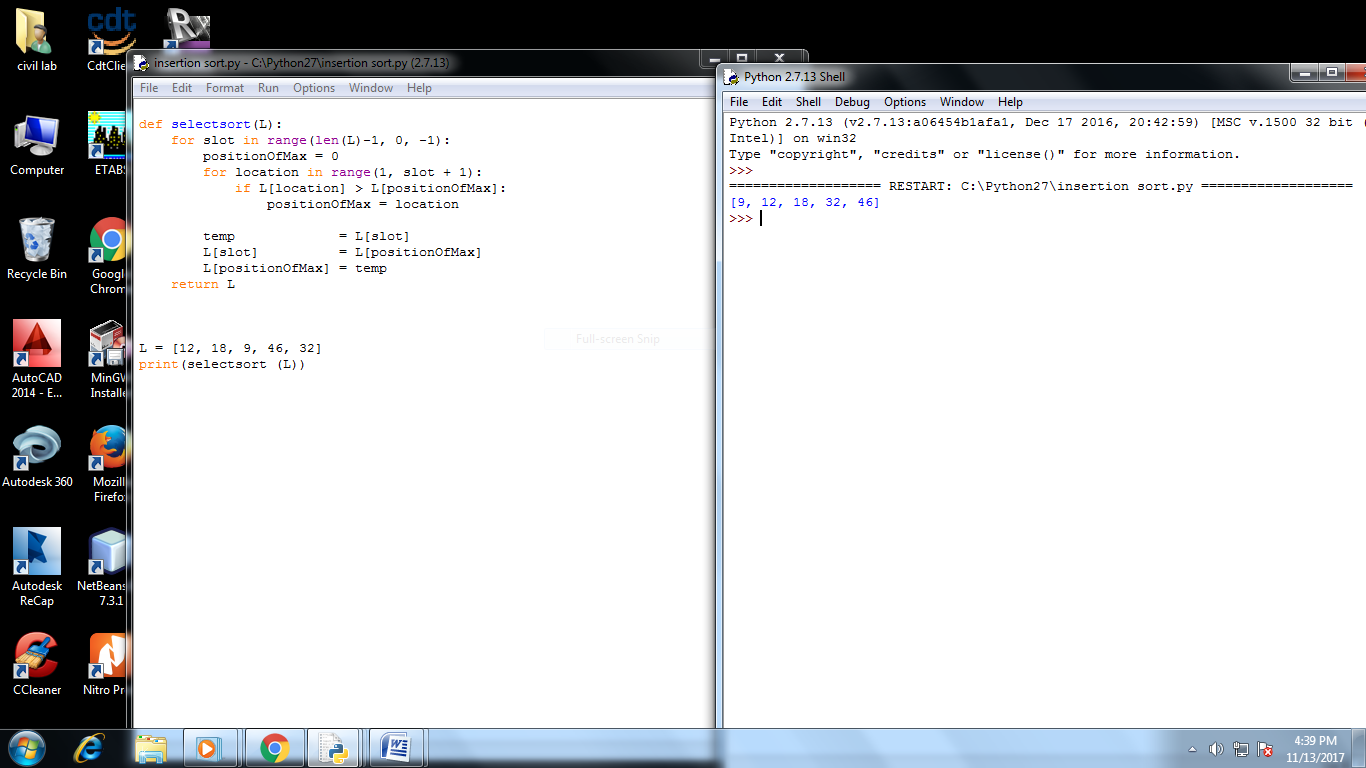 civil lab
CdtClie
Computer
ETABS
Recycle Bin
Google
Chrom
AutoCAD
2014 - E...
MinGW
Installe
Autodesk 360
Mozill
Firefo
Autodesk
ReCap
NetBeans
7.3.1
CCleaner
Nitro Pr
cdt
insertion sort.py - C:\Python27\insertion sort.py (2.7.13)
File Edit Format Run Options Window Help
def selectsort(L):
    for slot in range(len(L)-1, 0, -1):
        positionOfMax = 0
        for location in range(1, slot + 1):
            if L[location] > L[positionOfMax]:
                positionOfMax = location
        temp             = L[slot]
        L[slot]          = L[positionOfMax]
        L[positionOfMax] = temp
    return L
Full-screen Snip
L = [12, 18, 9, 46, 32]
print(selectsort (L))
Python 2.7.13 Shell
File Edit Shell Debug Options Window Help
Python 2.7.13 (v2.7.13:a06454b1afa1, Dec 17 2016, 20:42:59) [MSC v.1500 32 bit (
Intel)] on win32
Type "copyright", "credits" or "license()" for more information.
>>>
=================== RESTART: C:\Python27\insertion sort.py ===================
[9, 12, 18, 32, 46]
>>>
4:39 PM
11/13/2017